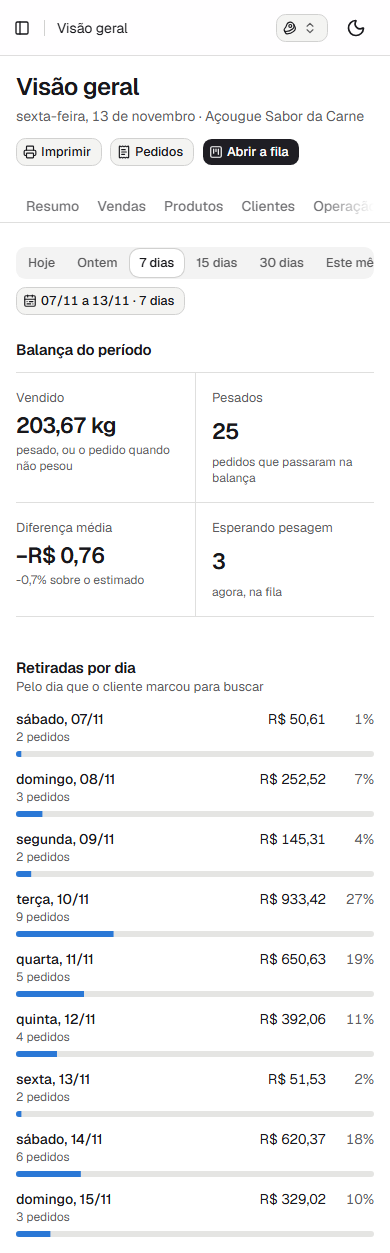 Visão geral
Visão geral
sexta-feira, 13 de novembro · Açougue Sabor da Carne
Imprimir
Pedidos
Abrir a fila
Resumo
Vendas
Produtos
Clientes
Operaçã
Hoje
Ontem
7 dias
15 dias
30 dias
Este mê
07/11 a 13/11 · 7 dias
Balança do período
Vendido
203,67 kg
pesado, ou o pedido quando
não pesou
Pesados
25
pedidos que passaram na
balança
Diferença média
−R$ 0,76
-0,7% sobre o estimado
Esperando pesagem
3
agora, na fila
Retiradas por dia
Pelo dia que o cliente marcou para buscar
sábado, 07/11 R$ 50,61 1%
2 pedidos
domingo, 08/11 R$ 252,52 7%
3 pedidos
segunda, 09/11 R$ 145,31 4%
2 pedidos
terça, 10/11 R$ 933,42 27%
9 pedidos
quarta, 11/11 R$ 650,63 19%
5 pedidos
quinta, 12/11 R$ 392,06 11%
4 pedidos
sexta, 13/11 R$ 51,53 2%
2 pedidos
sábado, 14/11 R$ 620,37 18%
6 pedidos
domingo, 15/11 R$ 329,02 10%
3 pedidos